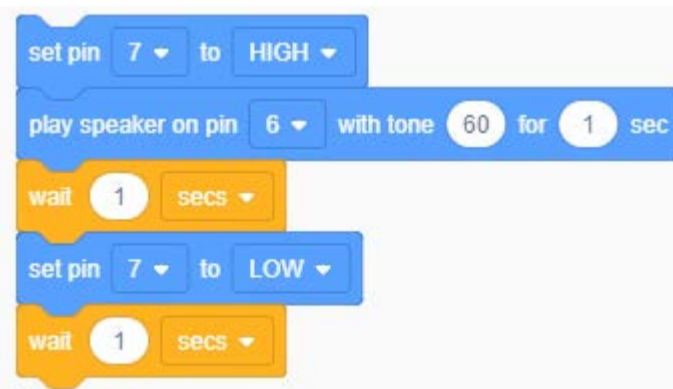 set pin 7 to HIGH
play speaker on pin 6 with tone 60 for 1 sec
wait 1 secs
set pin 7 to LOW
wait 1 secs